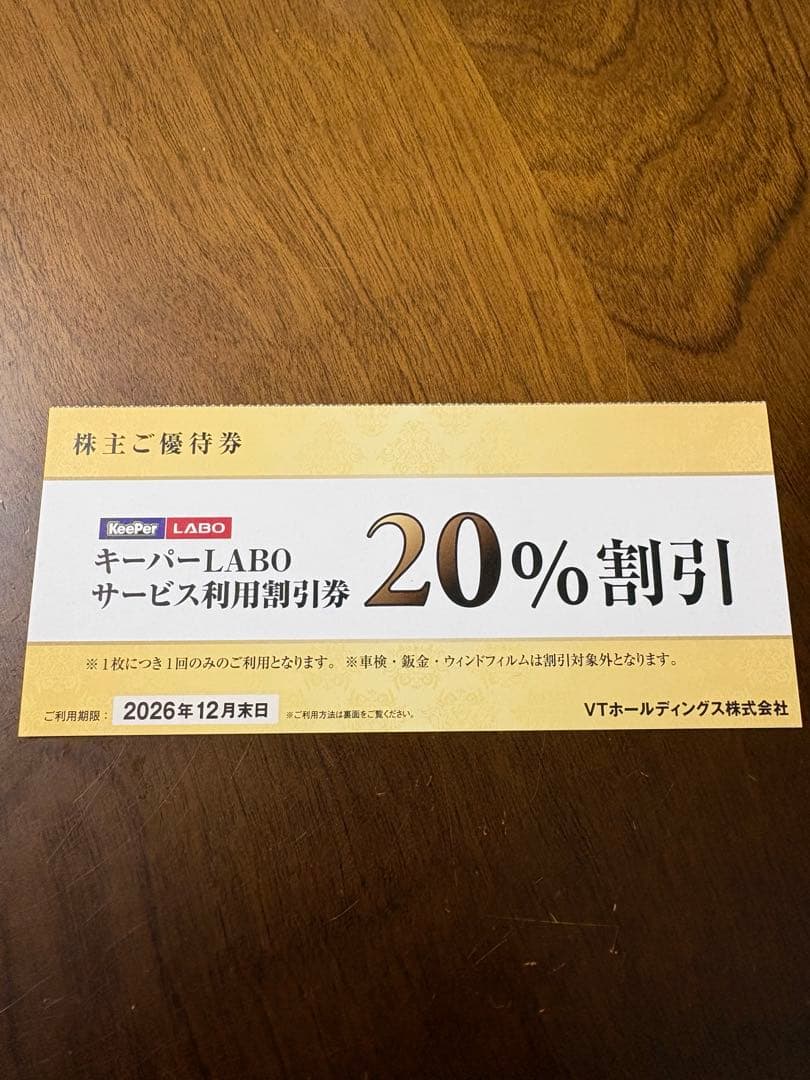 株主ご優待券
KeePer LABO
キーパーLABO
サービス利用割引券
20%割引
※1枚につき1回のみのご利用となります。 ※車検・鈑金・ウィンドフィルムは割引対象外となります。
ご利用期限： 2026年12月末日 ※ご利用方法は裏面をご覧ください。
VTホールディングス株式会社